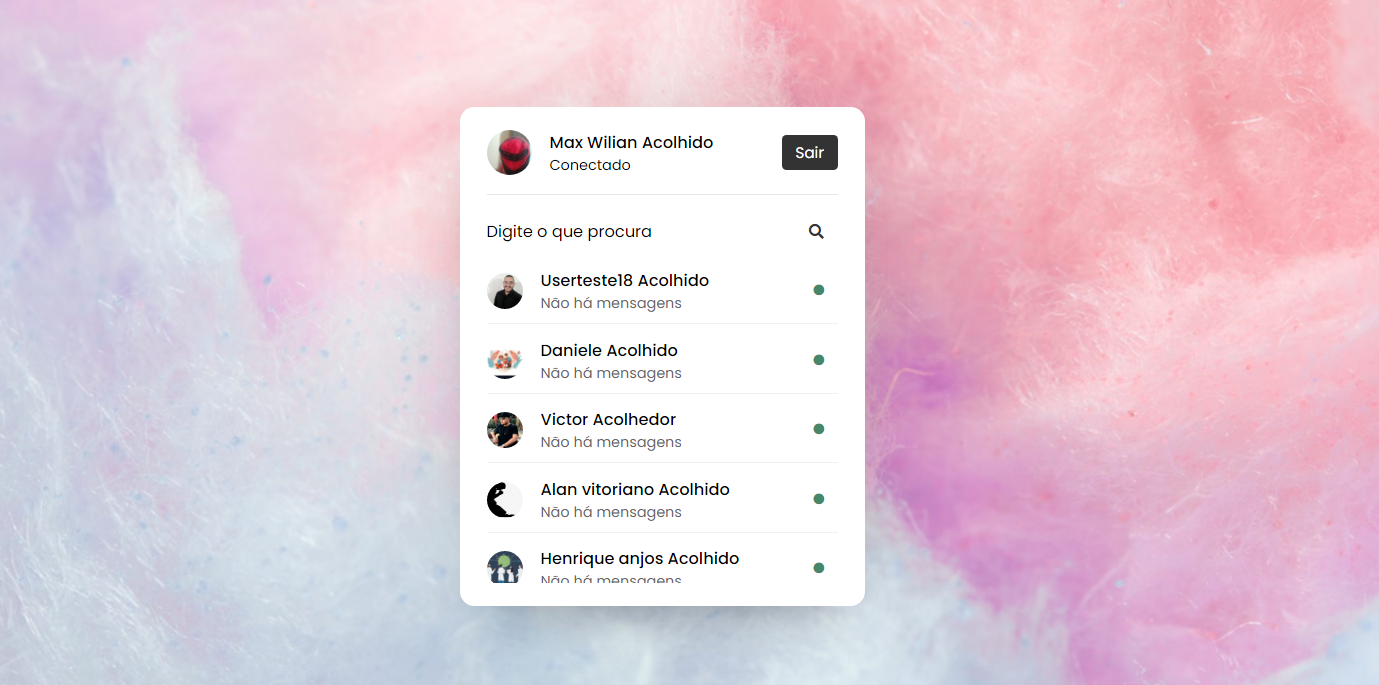 Max Wilian Acolhido
Conectado
Sair
Digite o que procura
Userteste18 Acolhido
Não há mensagens
Daniele Acolhido
Não há mensagens
Victor Acolhedor
Não há mensagens
Alan vitoriano Acolhido
Não há mensagens
Henrique anjos Acolhido
Não há mensagens